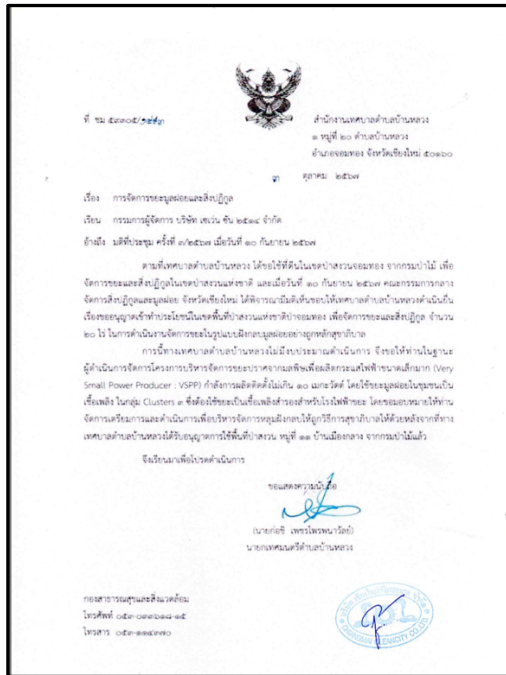 ที่ ชม ๕๙๓๐๕/
สำนักงานเทศบาลตำบลบ้านหลวง
๑ หมู่ที่ ๒๐ ตำบลบ้านหลวง
อำเภอจอมทอง จังหวัดเชียงใหม่ ๕๐๑๖๐
๓ ตุลาคม ๒๕๖๗
เรื่อง การจัดการขยะมูลฝอยและสิ่งปฏิกูล
เรียน กรรมการผู้จัดการ บริษัท เซเว่น ซัน ๒๕๑๔ จำกัด
อ้างถึง มติที่ประชุม ครั้งที่ ๓/๒๕๖๗ เมื่อวันที่ ๑๐ กันยายน ๒๕๖๗
ตามที่เทศบาลตำบลบ้านหลวง ได้ขอใช้ที่ดินในเขตป่าสงวนจอมทอง จากกรมป่าไม้ เพื่อ
จัดการขยะและสิ่งปฏิกูลในเขตป่าสงวนแห่งชาติ และเมื่อวันที่ ๑๐ กันยายน ๒๕๖๗ คณะกรรมการกลาง
จัดการสิ่งปฏิกูลและมูลฝอย จังหวัดเชียงใหม่ ได้พิจารณามีมติเห็นชอบให้เทศบาลตำบลบ้านหลวงดำเนินยื่น
เรื่องขออนุญาตเข้าทำประโยชน์ในเขตพื้นที่ป่าสงวนแห่งชาติป่าจอมทอง เพื่อจัดการขยะและสิ่งปฏิกูล จำนวน
๒๐ ไร่ ในการดำเนินงานจัดการขยะในรูปแบบฝังกลบมูลฝอยอย่างถูกหลักสุขาภิบาล
การนี้ทางเทศบาลตำบลบ้านหลวงไม่มีงบประมาณดำเนินการ จึงขอให้ท่านในฐานะ
ผู้ดำเนินการจัดการโครงการบริหารจัดการขยะปราศจากมลพิษเพื่อผลิตกระแสไฟฟ้าขนาดเล็กมาก (Very
Small Power Producer : VSPP) กำลังการผลิตติดตั้งไม่เกิน ๑๐ เมกะวัตต์ โดยใช้ขยะมูลฝอยในชุมชนเป็น
เชื้อเพลิง ในกลุ่ม Clusters ๓ ซึ่งต้องใช้ขยะเป็นเชื้อเพลิงสำรองสำหรับโรงไฟฟ้าขยะ โดยขอมอบหมายให้ท่าน
จัดการเตรียมการและดำเนินการเพื่อบริหารจัดการหลุมฝังกลบให้ถูกวิธีการสุขาภิบาลให้ด้วยหลังจากที่ทาง
เทศบาลตำบลบ้านหลวงได้รับอนุญาตการใช้พื้นที่ป่าสงวน หมู่ที่ ๑๑ บ้านเมืองกลาง จากกรมป่าไม้แล้ว
จึงเรียนมาเพื่อโปรดดำเนินการ
ขอแสดงความนับถือ
(นายก่อชิ เพชรไพรพนาวัลย์)
นายกเทศมนตรีตำบลบ้านหลวง
กองสาธารณสุขและสิ่งแวดล้อม
โทรศัพท์ ๐๕๓-๐๓๓๖๑๘-๑๕
โทรสาร ๐๕๓-๑๑๔๙๗๐